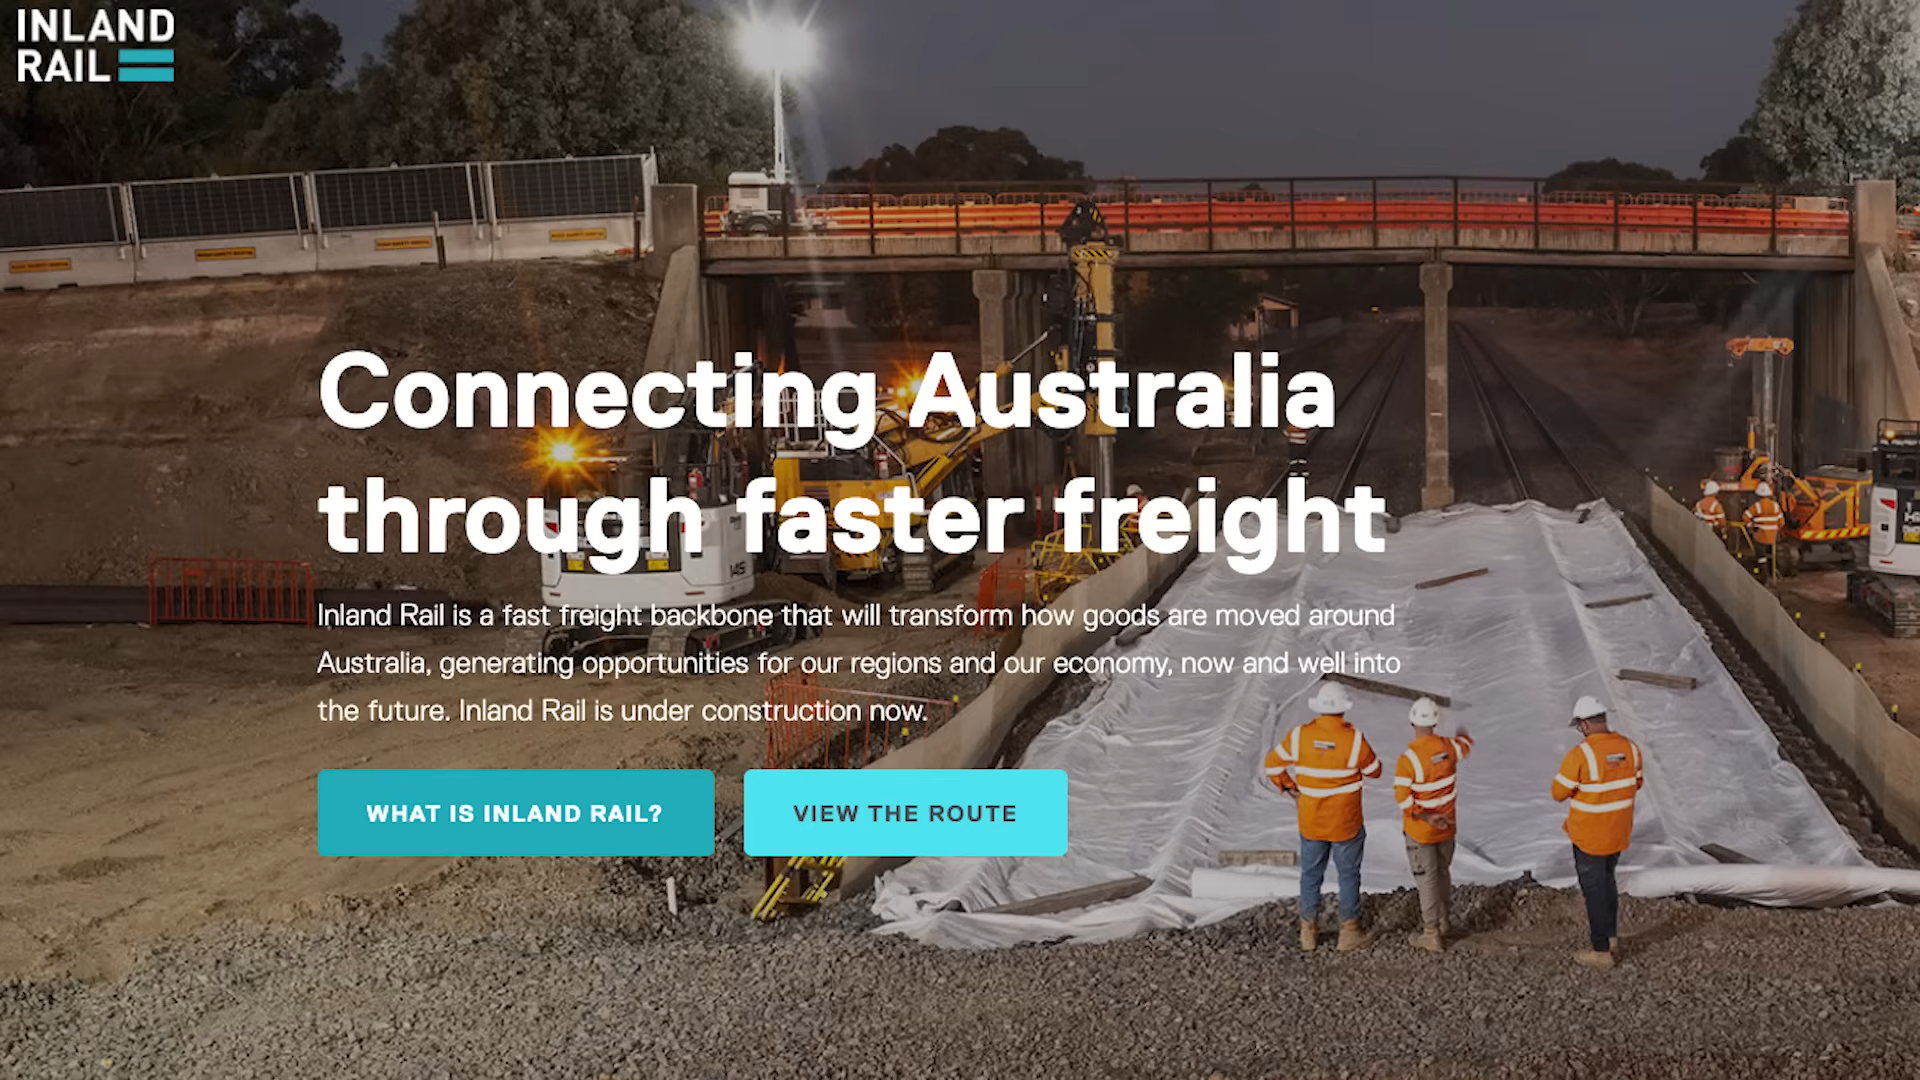 INLAND
RAIL
Connecting Australia
through faster freight
Inland Rail is a fast freight backbone that will transform how goods are moved around
Australia, generating opportunities for our regions and our economy, now and well into
the future. Inland Rail is under construction now.
WHAT IS INLAND RAIL?
VIEW THE ROUTE
145